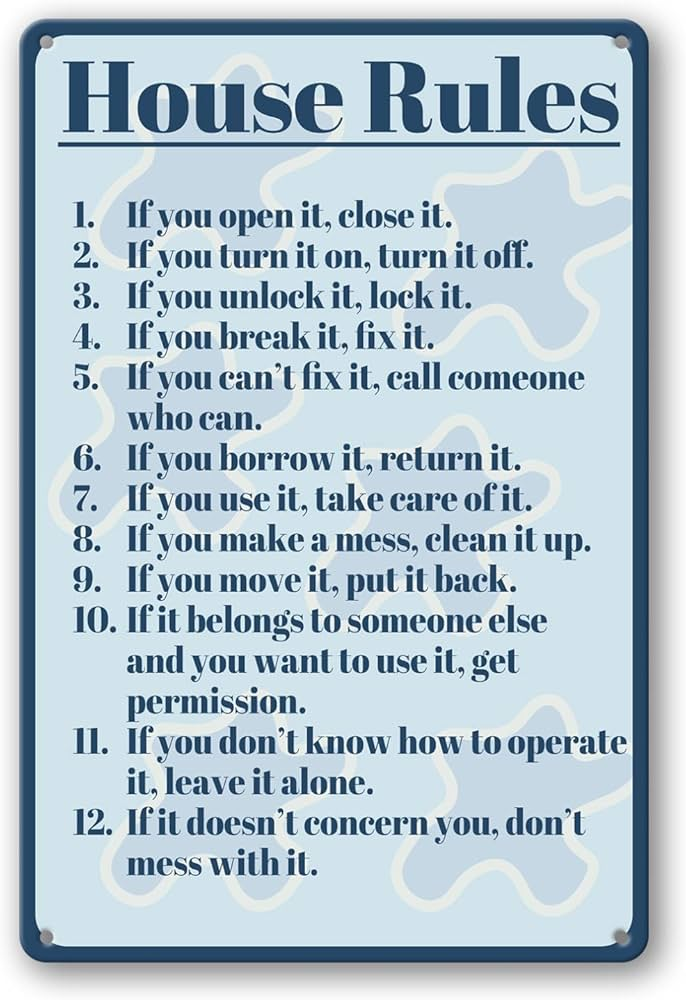 House Rules
1. If you open it, close it.
2. If you turn it on, turn it off.
3. If you unlock it, lock it.
4. If you break it, fix it.
5. If you can't fix it, call comeone
who can.
6. If you borrow it, return it.
7. If you use it, take care of it.
8. If you make a mess, clean it up.
9. If you move it, put it back.
10. If it belongs to someone else
and you want to use it, get
permission.
11. If you don't know how to operate
it, leave it alone.
12. If it doesn't concern you, don't
mess with it.